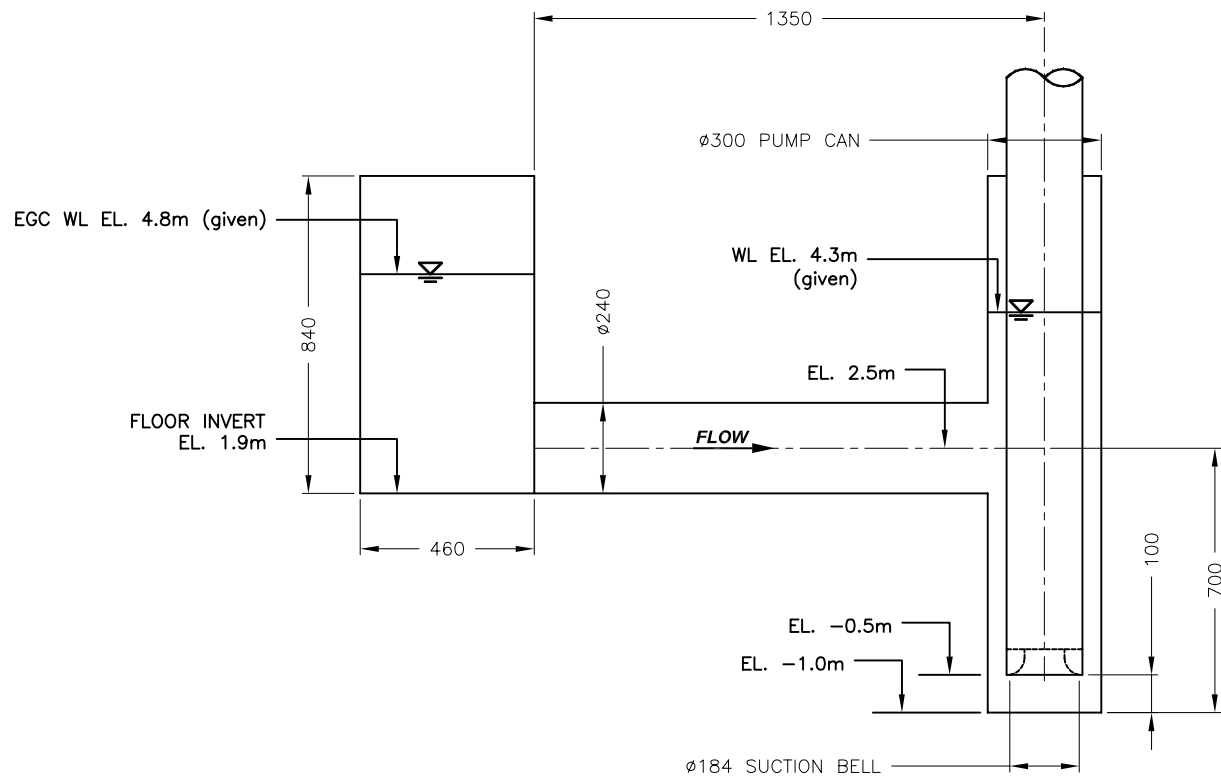 1350
ø300 PUMP CAN
EGC WL EL. 4.8m (given)
WL EL. 4.3m
(given)
840
ø240
EL. 2.5m
FLOOR INVERT
EL. 1.9m
FLOW
460
100
700
EL. −0.5m
EL. −1.0m
ø184 SUCTION BELL